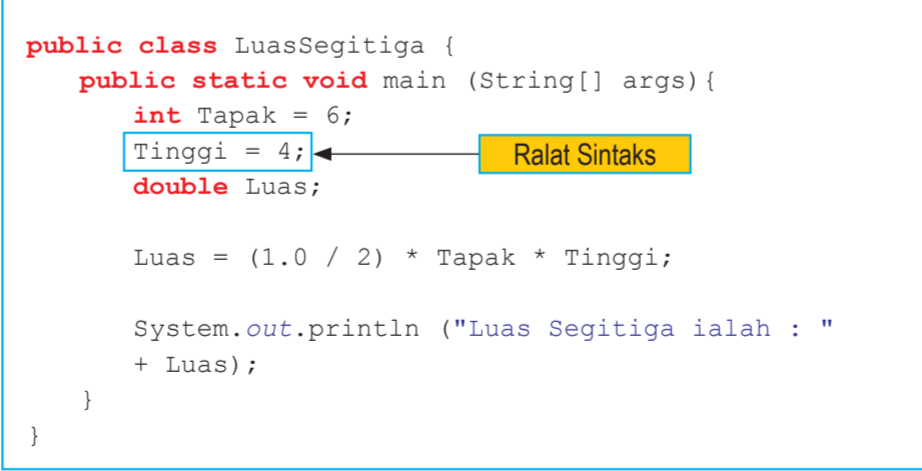 public class LuasSegitiga {
public static void main (String[] args){
int Tapak = 6;
Tinggi = 4;
Ralat Sintaks
double Luas;
Luas = (1.0 / 2) * Tapak * Tinggi;
System.out.println ("Luas Segitiga ialah : "
+ Luas);
}
}